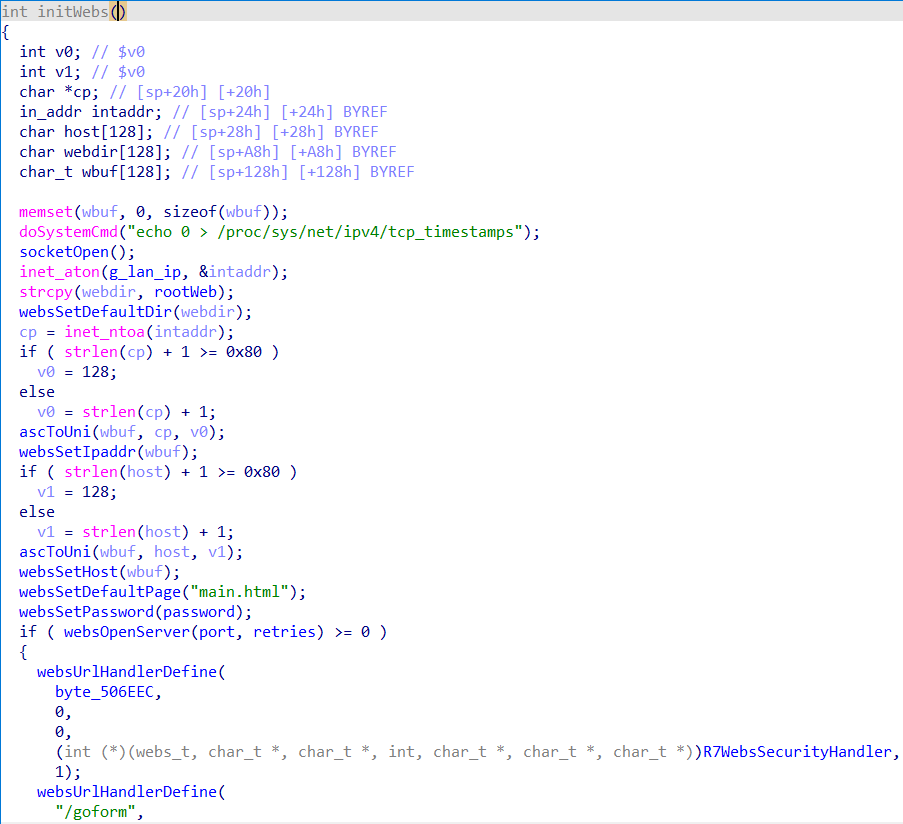 int initWebs()
{
  int v0; // $v0
  int v1; // $v0
  char *cp; // [sp+20h] [+20h]
  in_addr intaddr; // [sp+24h] [+24h] BYREF
  char host[128]; // [sp+28h] [+28h] BYREF
  char webdir[128]; // [sp+A8h] [+A8h] BYREF
  char_t wbuf[128]; // [sp+128h] [+128h] BYREF

  memset(wbuf, 0, sizeof(wbuf));
  doSystemCmd("echo 0 > /proc/sys/net/ipv4/tcp_timestamps");
  socketOpen();
  inet_aton(g_lan_ip, &intaddr);
  strcpy(webdir, rootWeb);
  websSetDefaultDir(webdir);
  cp = inet_ntoa(intaddr);
  if ( strlen(cp) + 1 >= 0x80 )
    v0 = 128;
  else
    v0 = strlen(cp) + 1;
  ascToUni(wbuf, cp, v0);
  websSetIpaddr(wbuf);
  if ( strlen(host) + 1 >= 0x80 )
    v1 = 128;
  else
    v1 = strlen(host) + 1;
  ascToUni(wbuf, host, v1);
  websSetHost(wbuf);
  websSetDefaultPage("main.html");
  websSetPassword(password);
  if ( websOpenServer(port, retries) >= 0 )
  {
    websUrlHandlerDefine(
      byte_506EEC,
      0,
      0,
      (int (*)(webs_t, char_t *, char_t *, int, char_t *, char_t *, char_t *))R7WebsSecurityHandler,
      1);
    websUrlHandlerDefine(
      "/goform",